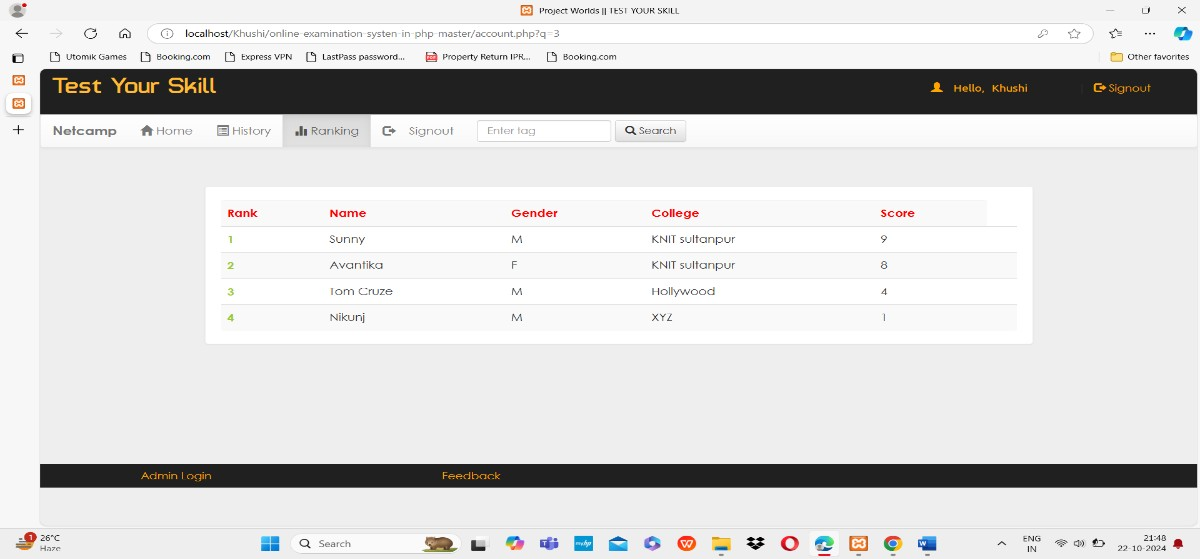 Project Worlds || TEST YOUR SKILL
localhost/Khushi/online-examination-systen-in-php-master/account.php?q=3
Utomik Games Booking.com Express VPN LastPass password... Property Return IPR... Booking.com Other favorites
Test Your Skill Hello, Khushi Signout
Netcamp Home History Ranking Signout Enter tag Search
Rank Name Gender College Score
1 Sunny M KNIT sultanpur 9
2 Avantika F KNIT sultanpur 8
3 Tom Cruze M Hollywood 4
4 Nikunj M XYZ 1
Admin Login Feedback
1 26°C
Haze
Search
myhp
ENG
IN
21:48
22-10-2024